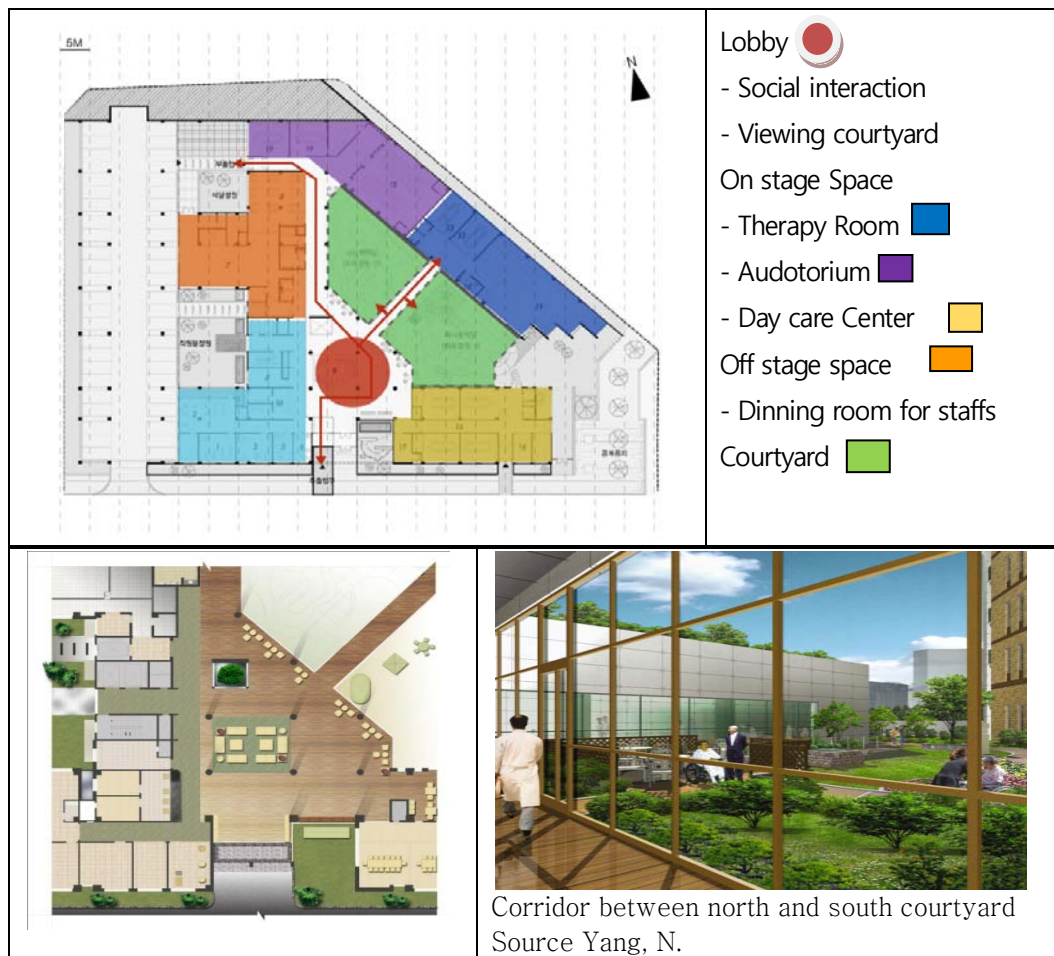 5M
N
Lobby
- Social interaction
- Viewing courtyard
On stage Space
- Therapy Room
- Audotorium
- Day care Center
Off stage space
- Dinning room for staffs
Courtyard
Corridor between north and south courtyard
Source Yang, N.